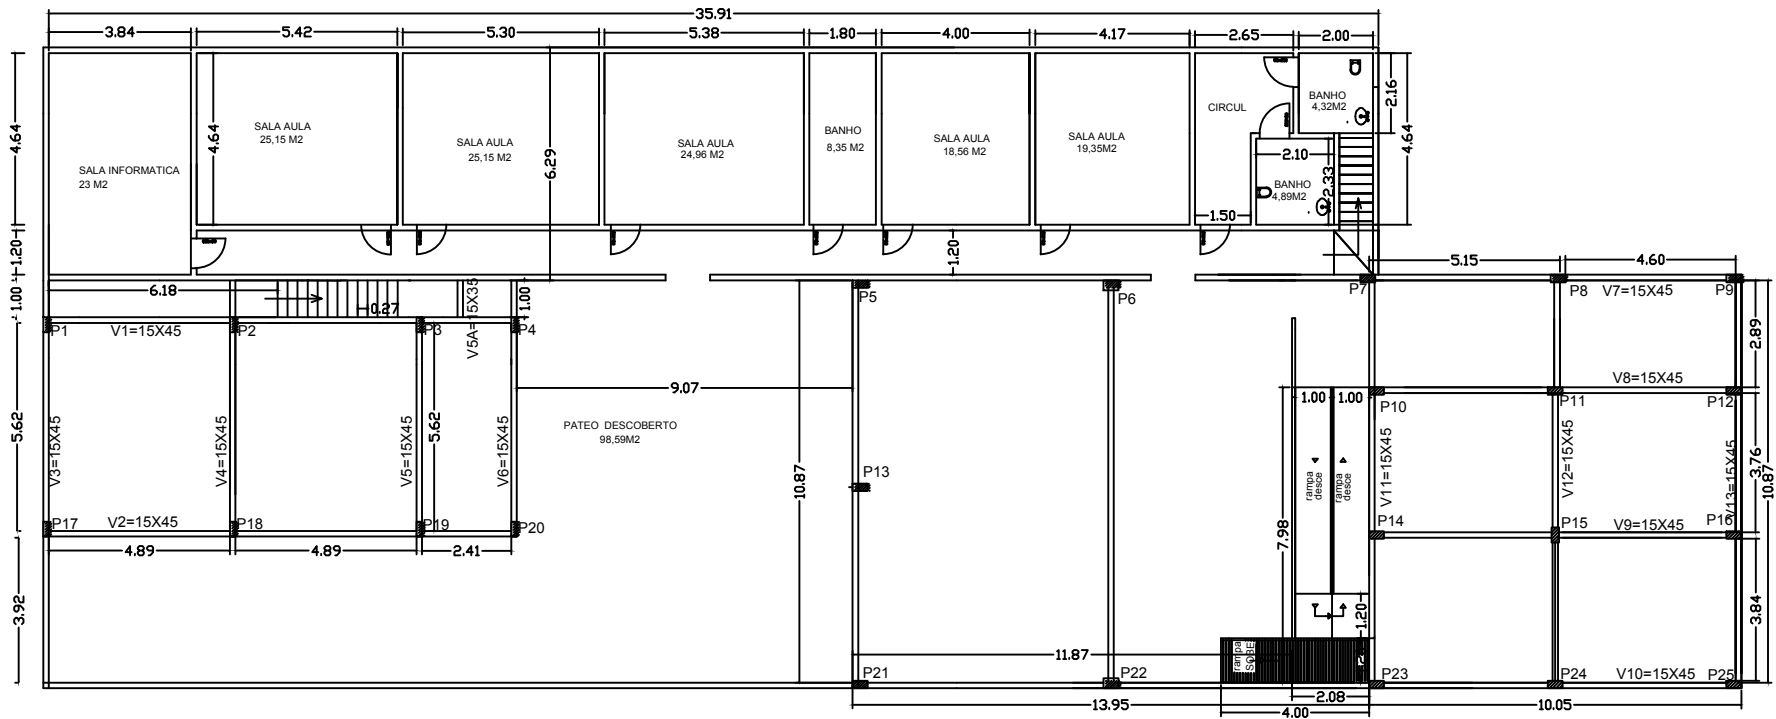 35.91
3.84
5.42
5.30
5.38
1.80
4.00
4.17
2.65
2.00
4.64
4.64
6.29
2.16
4.64
SALA INFORMATICA
23 M2
SALA AULA
25,15 M2
SALA AULA
25,15 M2
SALA AULA
24,96 M2
BANHO
8,35 M2
SALA AULA
18,56 M2
SALA AULA
19,35M2
CIRCUL
BANHO
4,32M2
2.10
2.33
BANHO
4,89M2
1.50
1.20
1.20
5.15
4.60
1.00
6.18
0.27
V5A=15X35
1.00
P5
P6
P7
P8
V7=15X45
P9
P1
V1=15X45
P2
P3
P4
2.89
9.07
V8=15X45
1.00
1.00
P10
P11
P12
5.62
V3=15X45
V4=15X45
V5=15X45
5.62
V6=15X45
PATEO DESCOBERTO
98,59M2
10.87
P13
rampa
desce
rampa
desce
V11=15X45
V12=15X45
V13=15X45
3.76
10.87
P17
V2=15X45
P18
P19
P20
P14
P15
V9=15X45
P16
4.89
4.89
2.41
7.98
3.92
1.20
3.84
11.87
rampa
SOBE
P21
P22
P23
P24
V10=15X45
P25
2.08
13.95
4.00
10.05